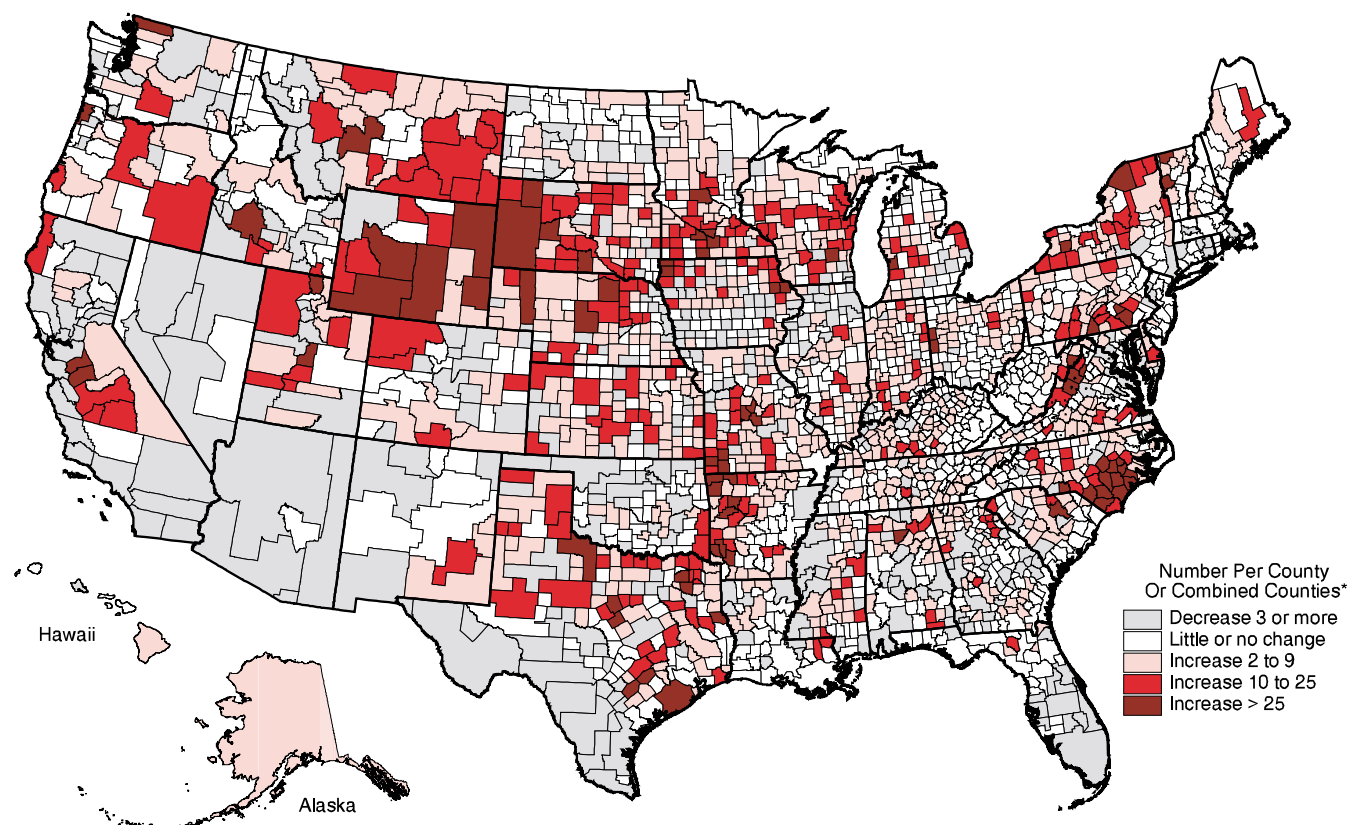 Number Per County
Or Combined Counties*
Decrease 3 or more
Little or no change
Increase 2 to 9
Increase 10 to 25
Increase > 25
Hawaii
Alaska